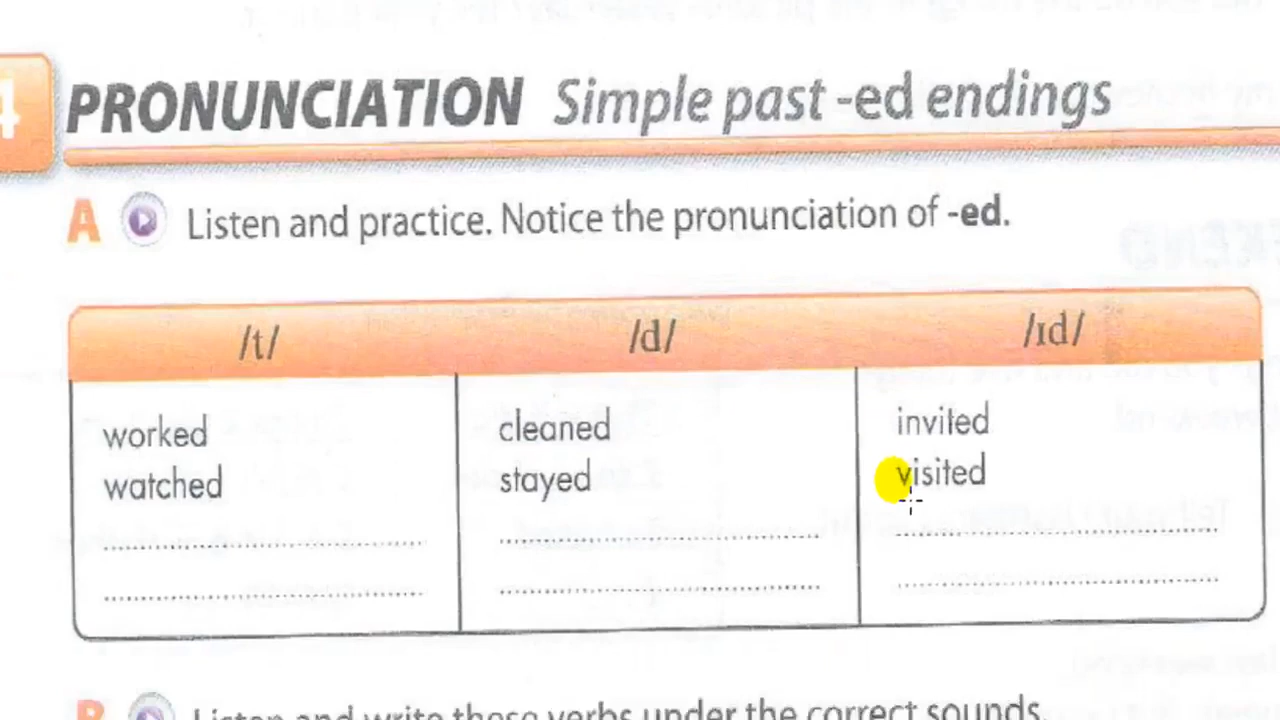 4 PRONUNCIATION Simple past -ed endings
A Listen and practice. Notice the pronunciation of -ed.
/t/ /d/ /ɪd/
worked cleaned invited
watched stayed visited
B Listen and write these verbs under the correct sounds.